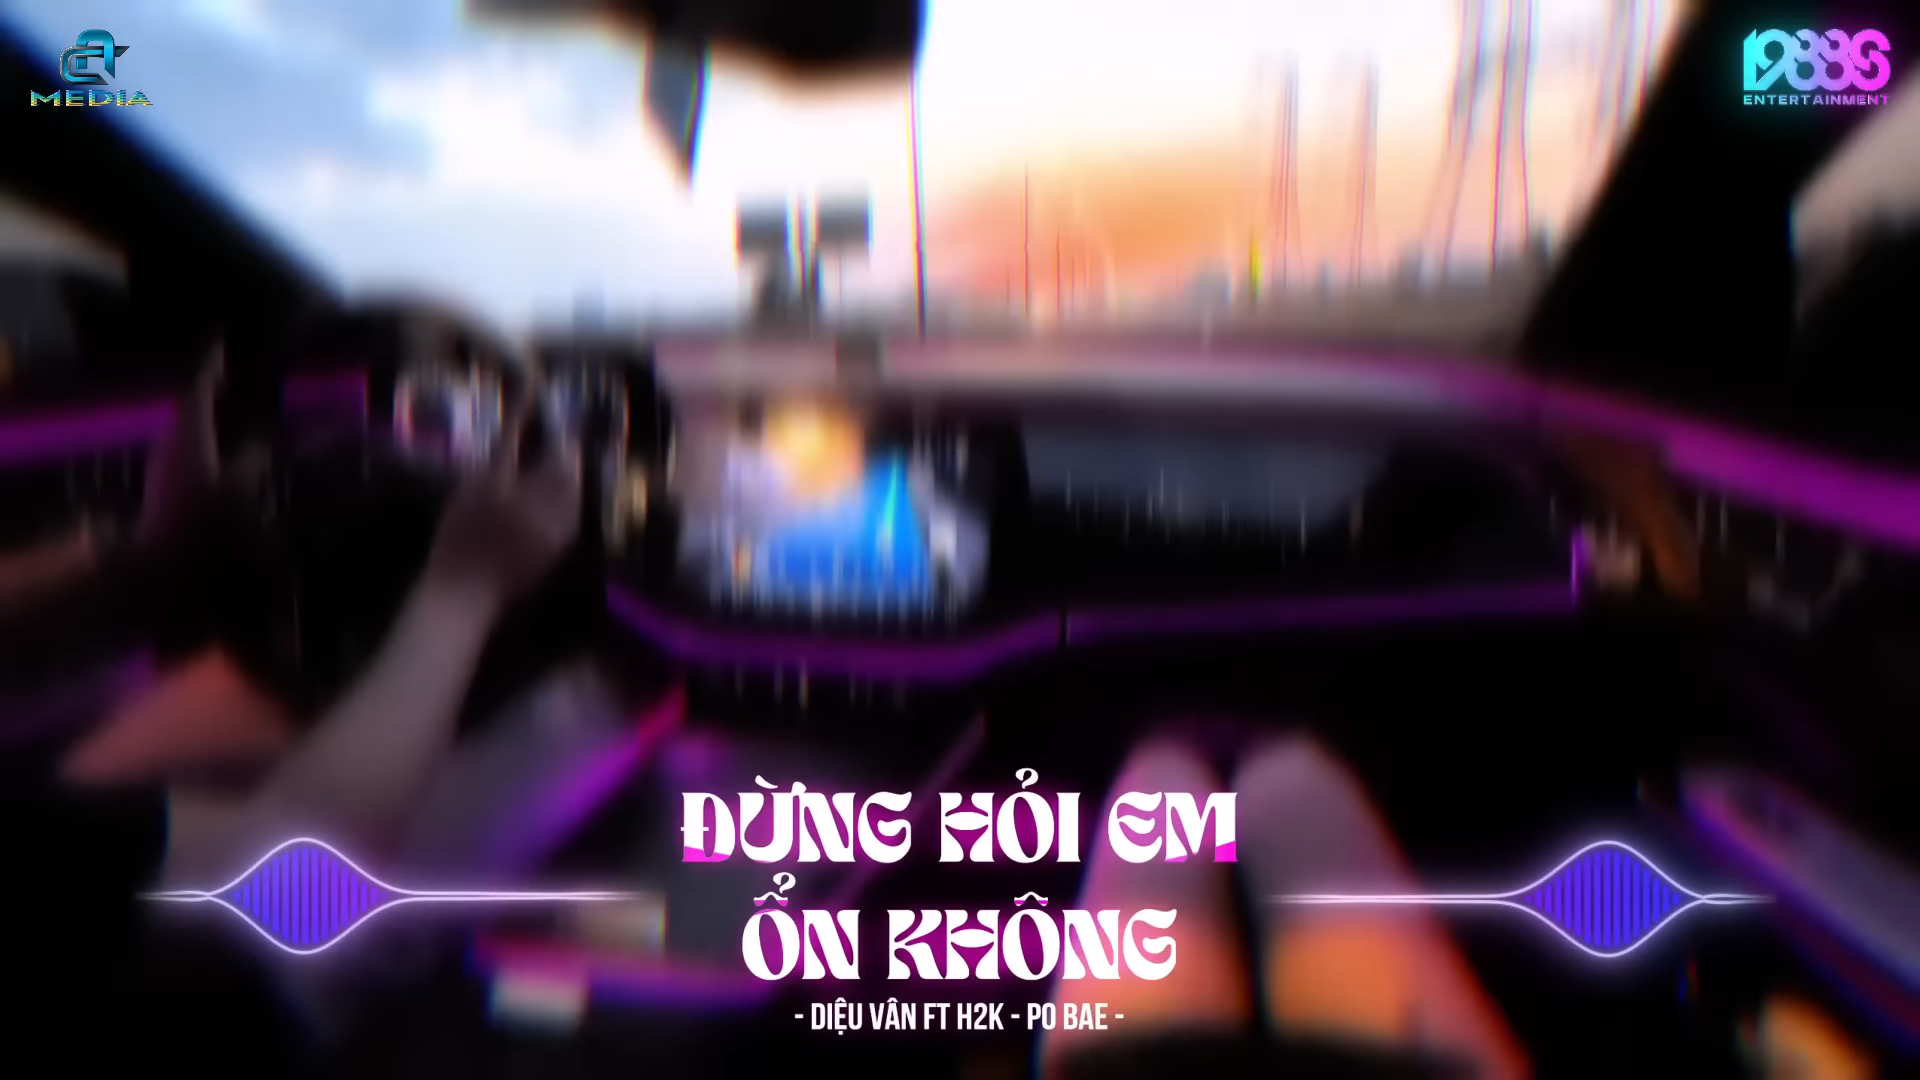 MEDIA
1988S
ENTERTAINMENT
ĐỪNG HỎI EM
ỔN KHÔNG
- DIỆU VÂN FT H2K - PO BAE -